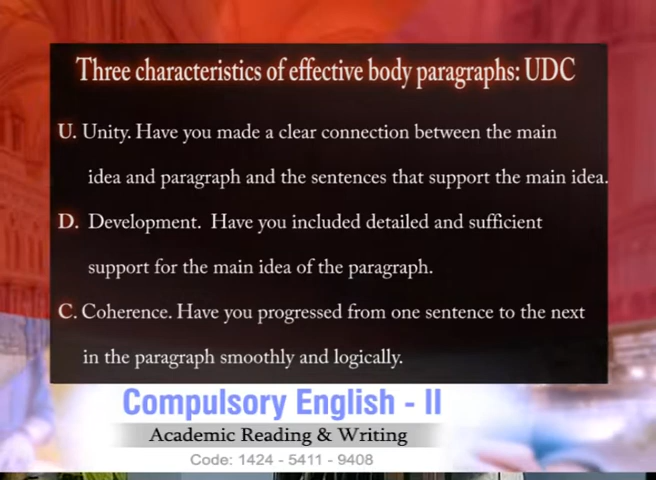 Three characteristics of effective body paragraphs: UDC
U. Unity. Have you made a clear connection between the main
idea and paragraph and the sentences that support the main idea.
D. Development. Have you included detailed and sufficient
support for the main idea of the paragraph.
C. Coherence. Have you progressed from one sentence to the next
in the paragraph smoothly and logically.
Compulsory English - II
Academic Reading & Writing
Code: 1424 - 5411 - 9408